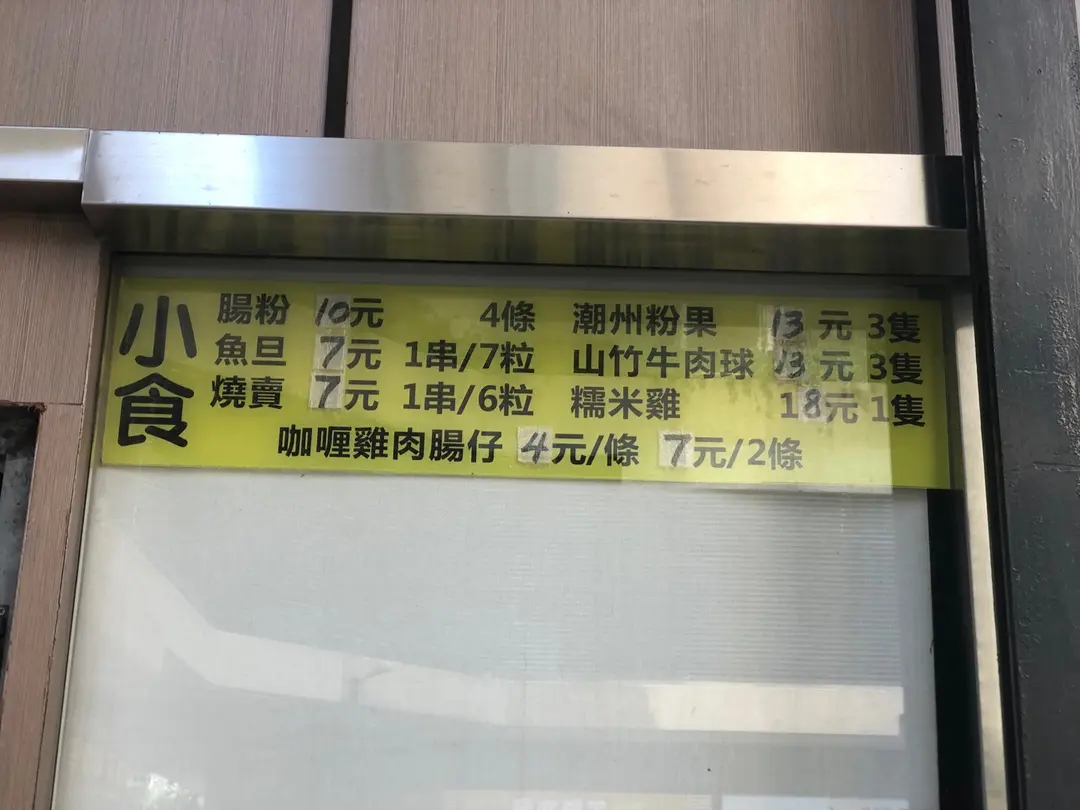 小食
腸粉 10元 4條 潮州粉果 13元 3隻
魚旦 7元 1串/7粒 山竹牛肉球 13元 3隻
燒賣 7元 1串/6粒 糯米雞 18元 1隻
咖喱雞肉腸仔 4元/條 7元/2條